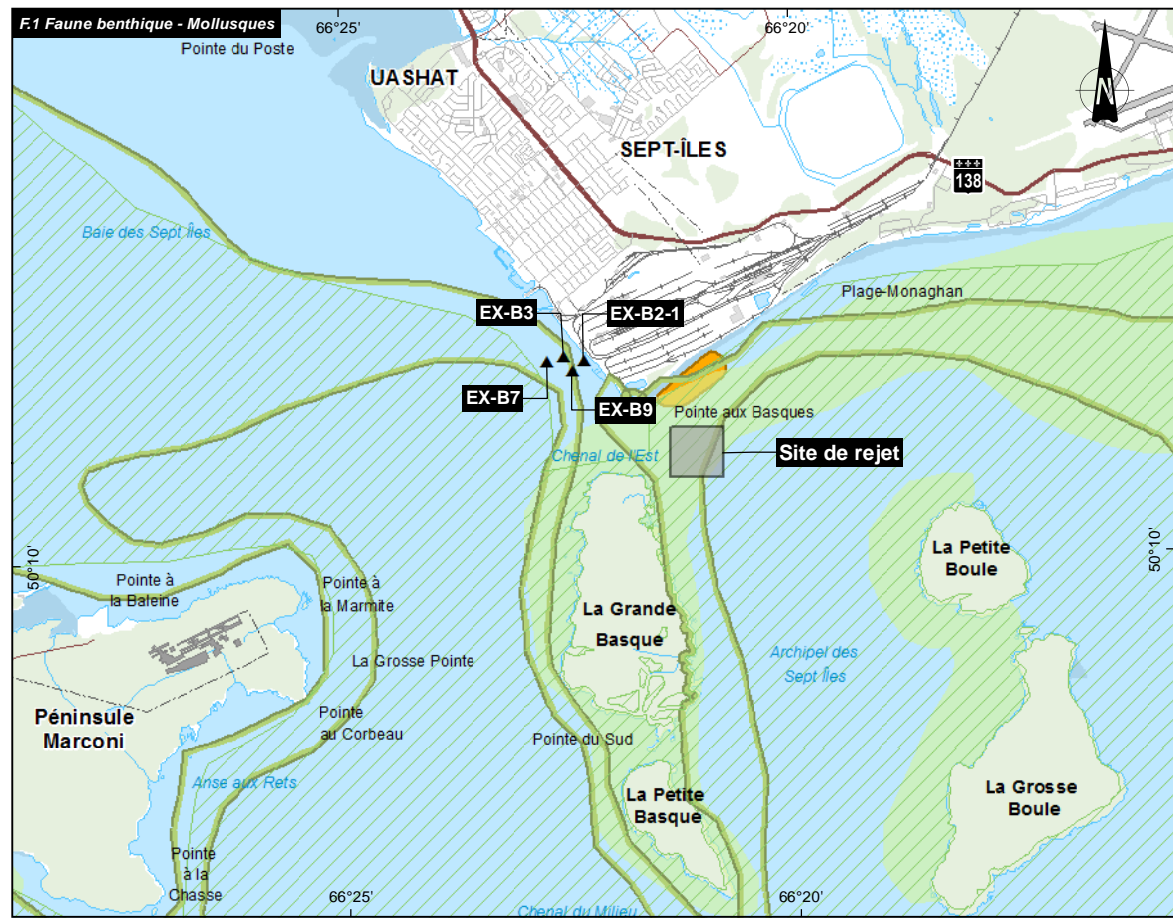 F.1 Faune benthique - Mollusques
66°25'
66°20'
Pointe du Poste
UASHAT
N
SEPT-ÎLES
138
Baie des Sept Îles
Plage-Monaghan
EX-B3
EX-B2-1
EX-B7
EX-B9
Pointe aux Basques
Chenal de l'Est
Site de rejet
50°10'
50°10'
La Petite
Boule
Pointe à
la Baleine
Pointe à
la Marmite
La Grande
Basque
La Grosse Pointe
Archipel des
Sept Îles
Péninsule
Marconi
Pointe
au Corbeau
Pointe du Sud
Anse aux Rets
La Petite
Basque
La Grosse
Boule
Pointe
à la
Chasse
66°25'
66°20'
Chenal du Milieu